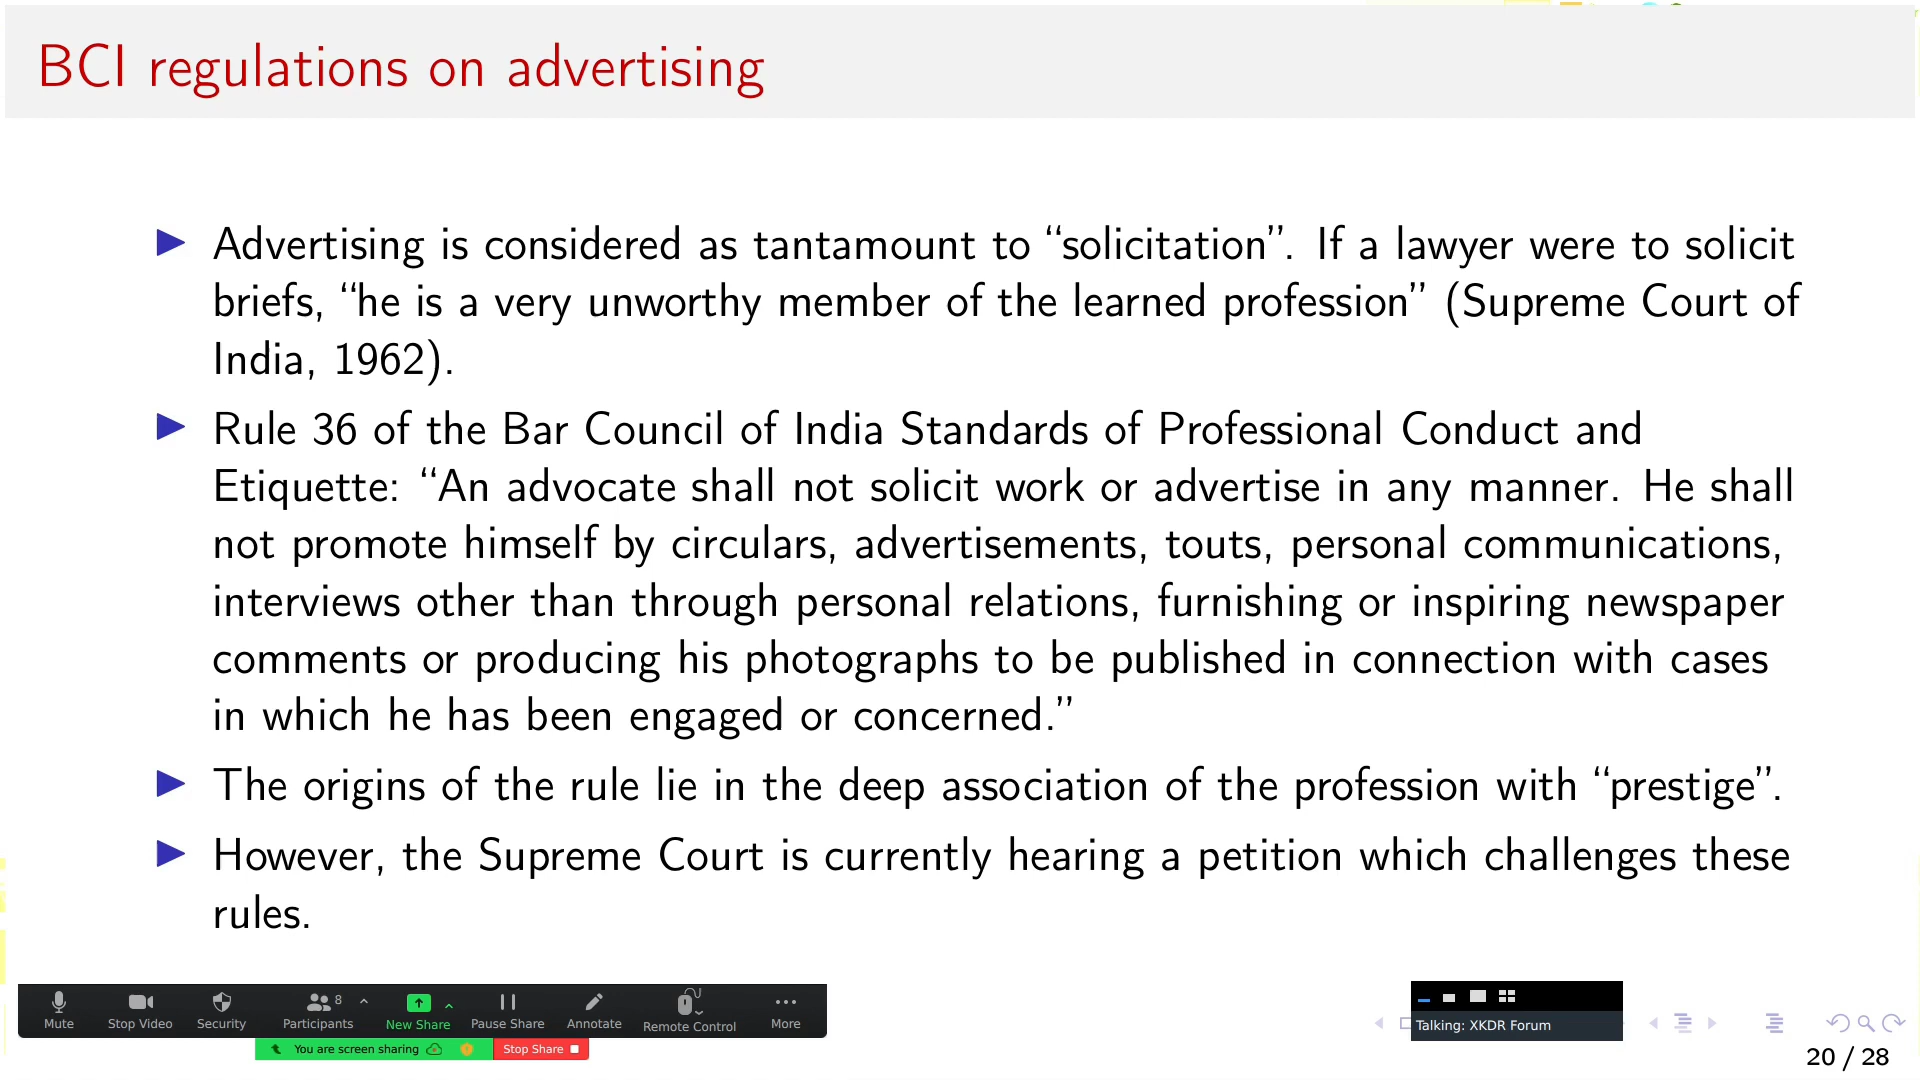 BCI regulations on advertising
Advertising is considered as tantamount to “solicitation”. If a lawyer were to solicit
briefs, “he is a very unworthy member of the learned profession” (Supreme Court of
India, 1962).
Rule 36 of the Bar Council of India Standards of Professional Conduct and
Etiquette: “An advocate shall not solicit work or advertise in any manner. He shall
not promote himself by circulars, advertisements, touts, personal communications,
interviews other than through personal relations, furnishing or inspiring newspaper
comments or producing his photographs to be published in connection with cases
in which he has been engaged or concerned.”
The origins of the rule lie in the deep association of the profession with “prestige”.
However, the Supreme Court is currently hearing a petition which challenges these
rules.
8
Mute Stop Video Security Participants New Share Pause Share Annotate Remote Control More
Talking: XKDR Forum
You are screen sharing Stop Share
20 / 28